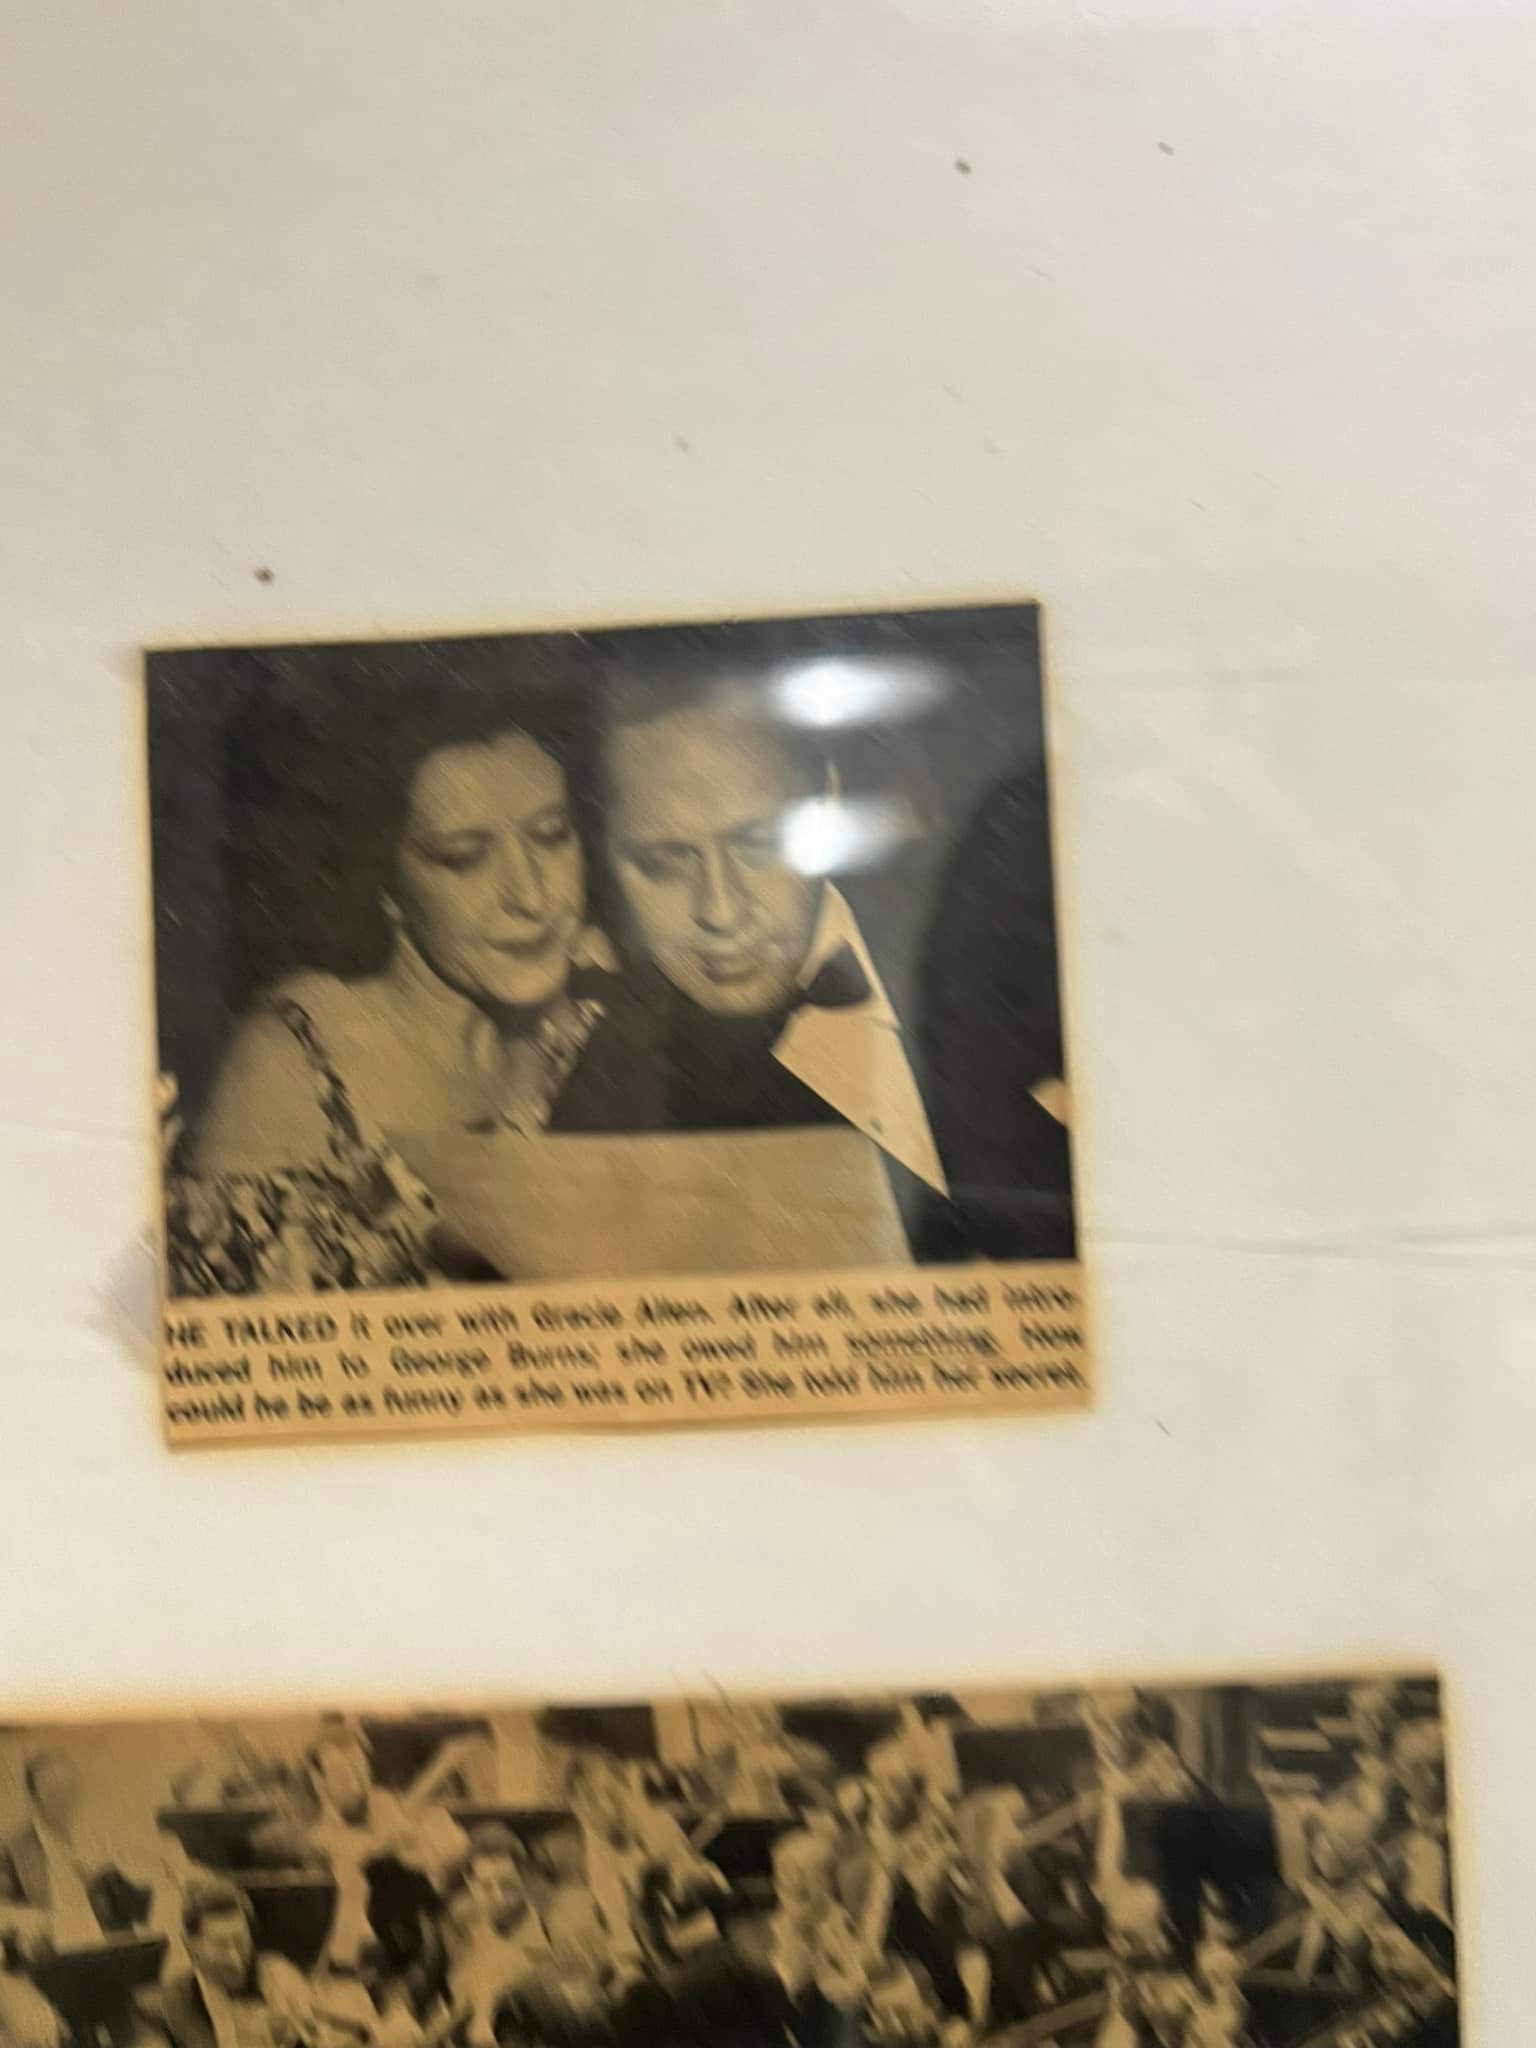 HE TALKED it over with Gracie Allen. After all, she had intro-
duced him to George Burns; she owed him something. How
could he be as funny as she was on TV? She told him her secret.